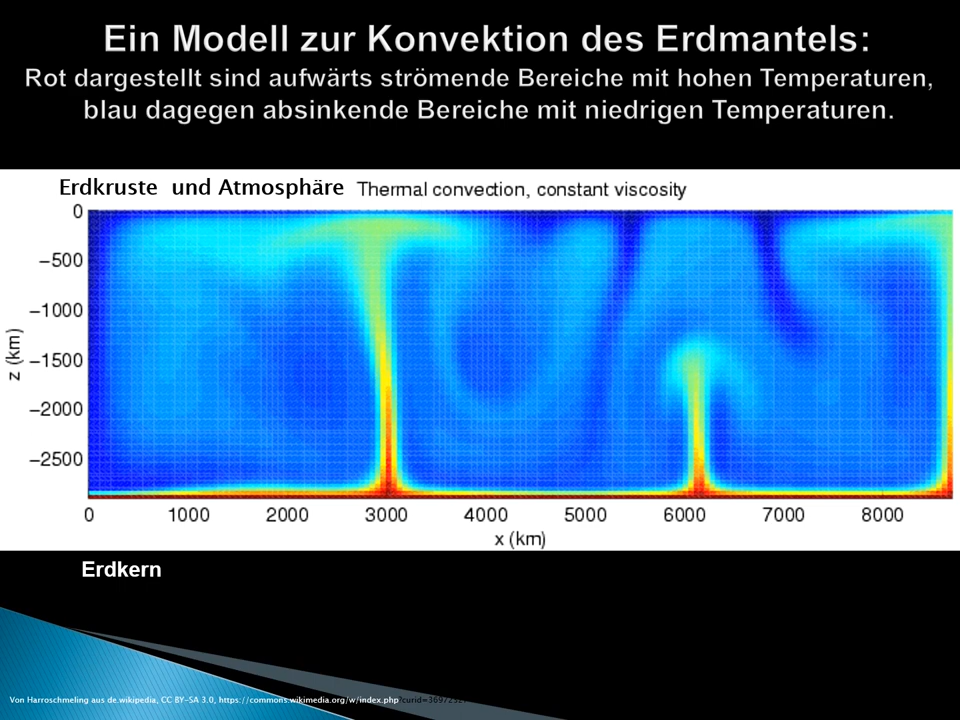 Ein Modell zur Konvektion des Erdmantels:
Rot dargestellt sind aufwärts strömende Bereiche mit hohen Temperaturen,
blau dagegen absinkende Bereiche mit niedrigen Temperaturen.
Erdkruste und Atmosphäre
Thermal convection, constant viscosity
0
−500
−1000
−1500
−2000
−2500
z (km)
0 1000 2000 3000 4000 5000 6000 7000 8000
x (km)
Erdkern
Von Harroschmeling aus de.wikipedia, CC BY-SA 3.0, https://commons.wikimedia.org/w/index.php